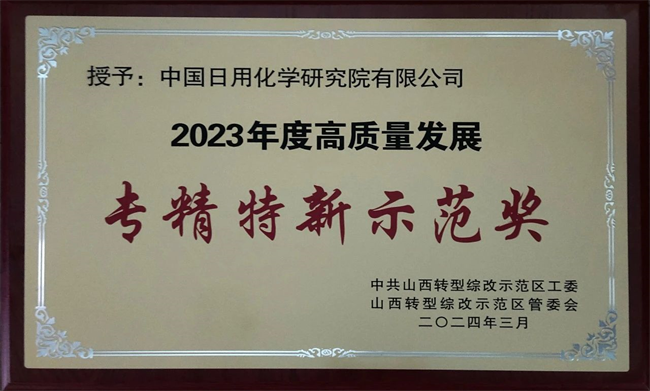 授予：中国日用化学研究院有限公司
2023年度高质量发展
专精特新示范奖
中共山西转型综改示范区工委
山西转型综改示范区管委会
二〇二四年三月